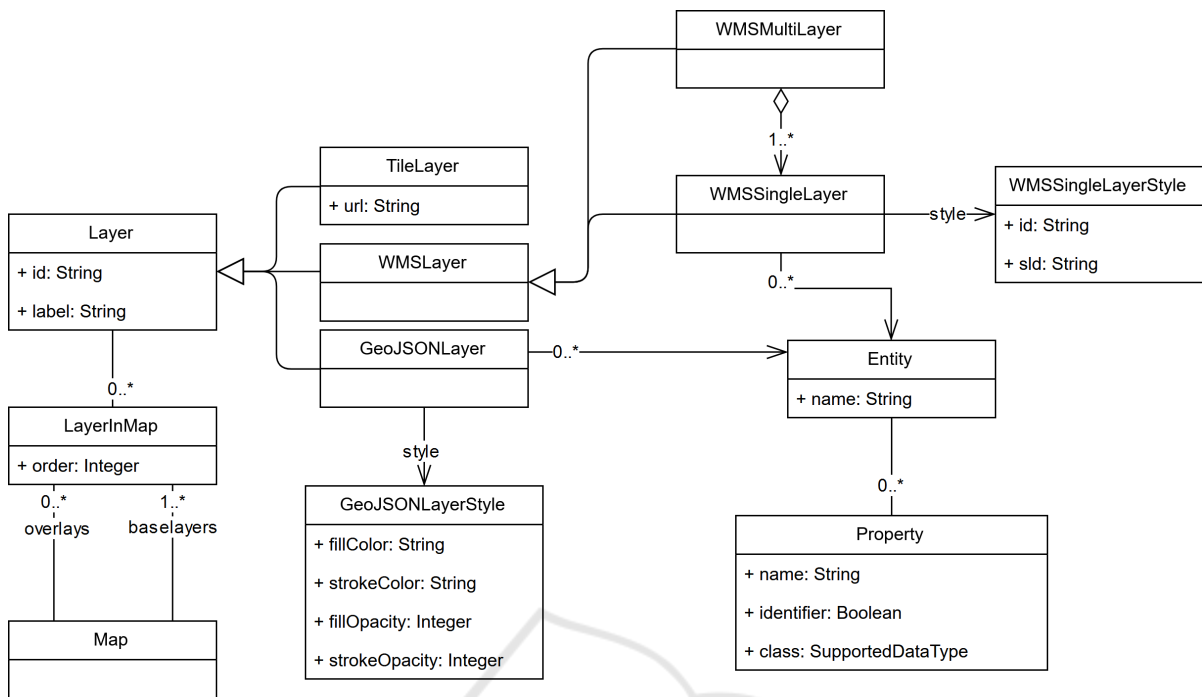 WMSMultiLayer
1..*
TileLayer
+ url: String
WMSSingleLayer
style
WMSSingleLayerStyle
+ id: String
+ sld: String
Layer
+ id: String
+ label: String
WMSLayer
0..*
GeoJSONLayer
0..*
Entity
+ name: String
0..*
LayerInMap
+ order: Integer
style
0..*
0..*
overlays
1..*
baselayers
GeoJSONLayerStyle
+ fillColor: String
+ strokeColor: String
+ fillOpacity: Integer
+ strokeOpacity: Integer
Property
+ name: String
+ identifier: Boolean
+ class: SupportedDataType
Map